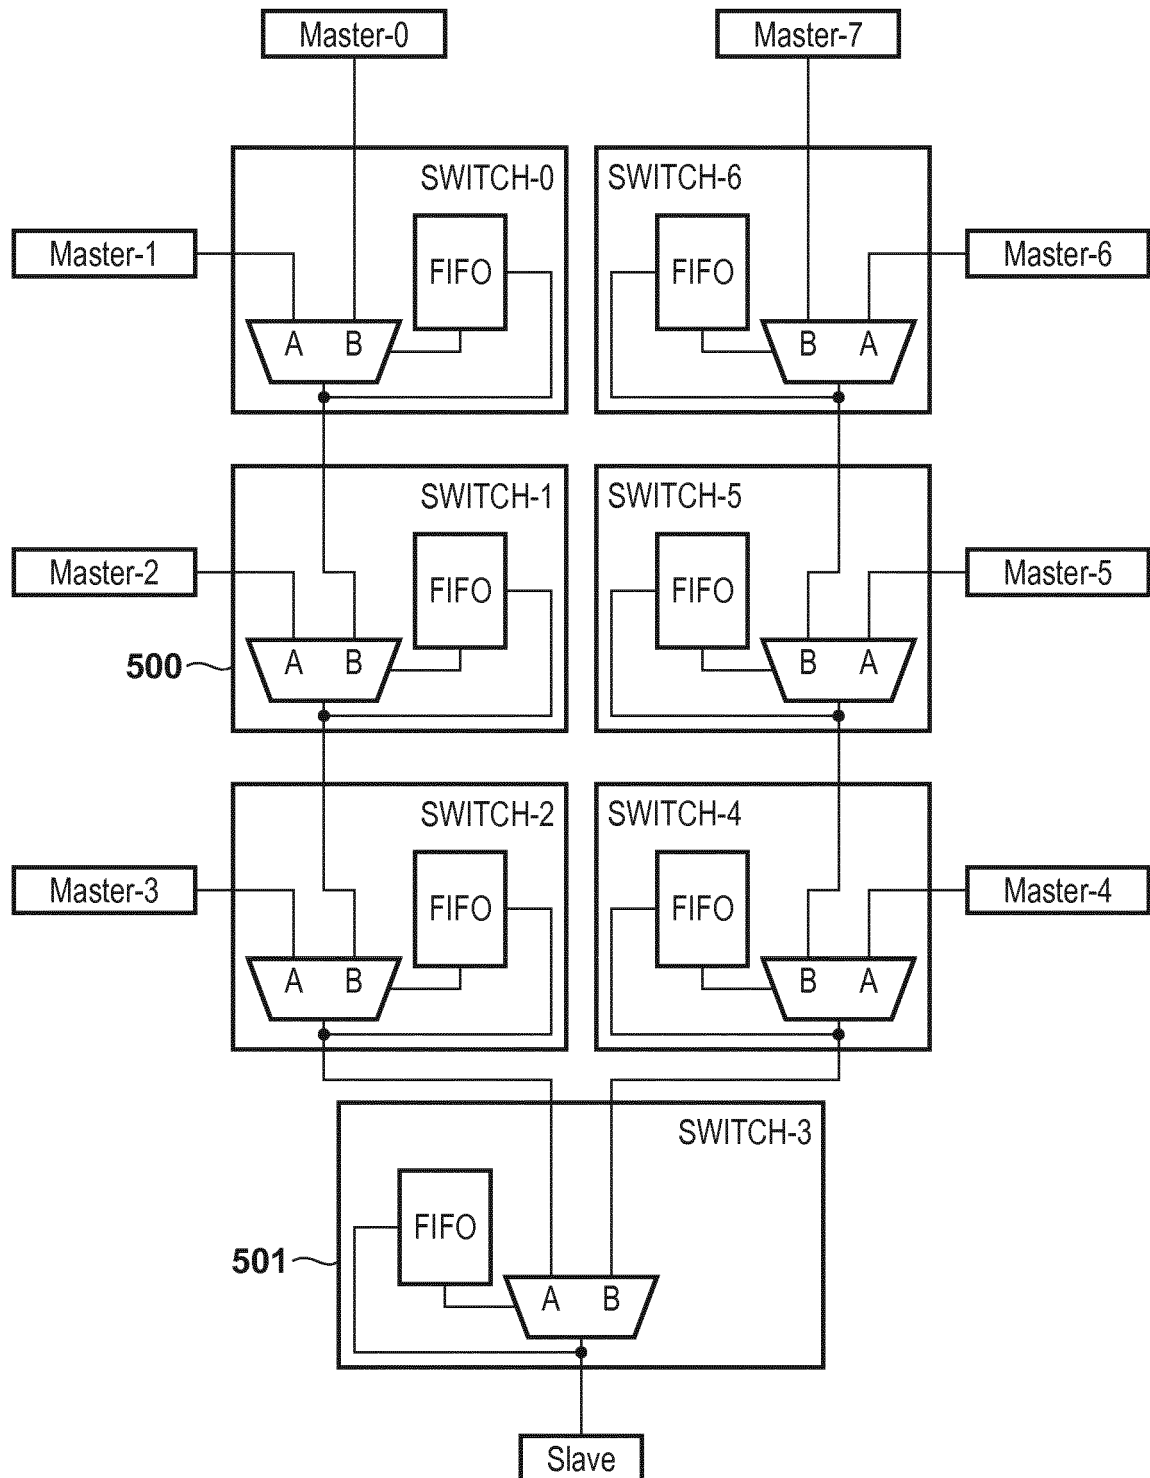 Master-0
Master-7
SWITCH-0
SWITCH-6
Master-1
FIFO
FIFO
Master-6
A B
B A
SWITCH-1
SWITCH-5
Master-2
FIFO
FIFO
Master-5
500
A B
B A
SWITCH-2
SWITCH-4
Master-3
FIFO
FIFO
Master-4
A B
B A
SWITCH-3
FIFO
501
A B
Slave